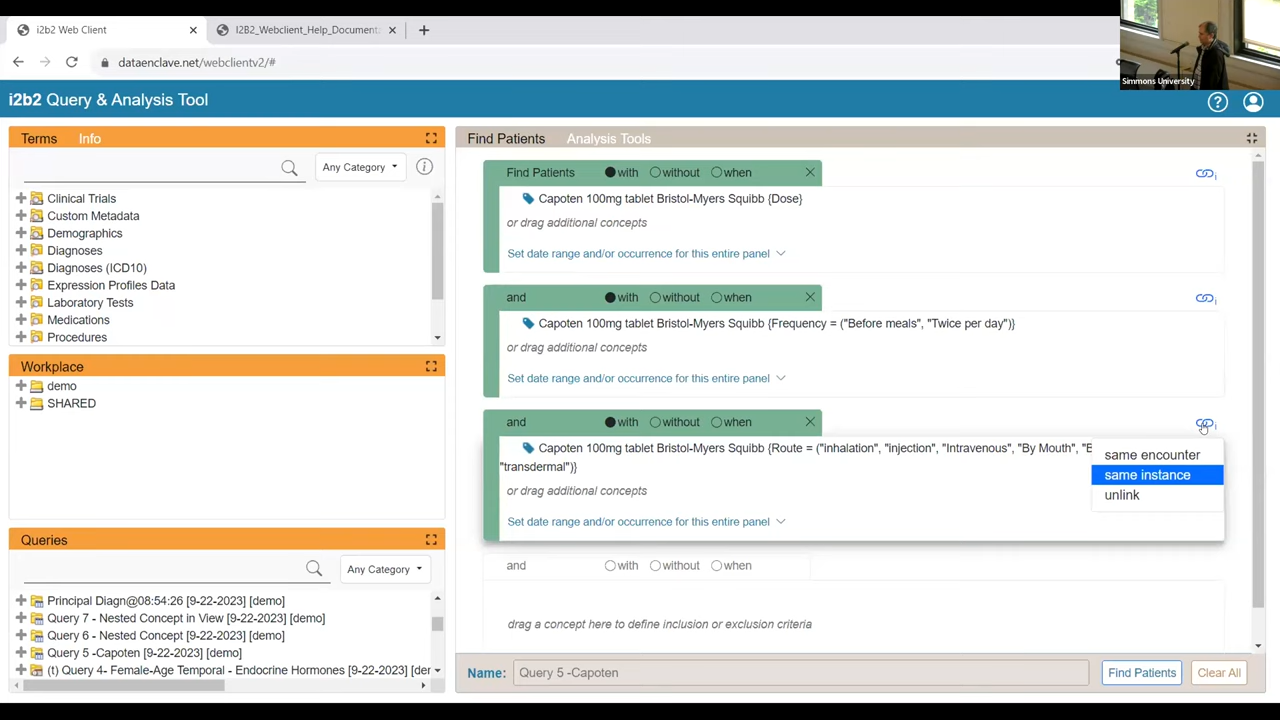 i2b2 Web Client
I2B2_Webclient_Help_Document
dataenclave.net/webclientv2/#
Simmons University
i2b2 Query & Analysis Tool
Terms Info
Any Category
Clinical Trials
Custom Metadata
Demographics
Diagnoses
Diagnoses (ICD10)
Expression Profiles Data
Laboratory Tests
Medications
Procedures
Workplace
demo
SHARED
Queries
Any Category
Principal Diagn@08:54:26 [9-22-2023] [demo]
Query 7 - Nested Concept in View [9-22-2023] [demo]
Query 6 - Nested Concept [9-22-2023] [demo]
Query 5 -Capoten [9-22-2023] [demo]
(t) Query 4- Female-Age Temporal - Endocrine Hormones [9-22-2023] [der
Find Patients Analysis Tools
Find Patients with without when
Capoten 100mg tablet Bristol-Myers Squibb {Dose}
or drag additional concepts
Set date range and/or occurrence for this entire panel
and with without when
Capoten 100mg tablet Bristol-Myers Squibb {Frequency = ("Before meals", "Twice per day")}
or drag additional concepts
Set date range and/or occurrence for this entire panel
and with without when
Capoten 100mg tablet Bristol-Myers Squibb {Route = ("inhalation", "injection", "Intravenous", "By Mouth",
"transdermal")}
or drag additional concepts
Set date range and/or occurrence for this entire panel
same encounter
same instance
unlink
and with without when
drag a concept here to define inclusion or exclusion criteria
Name: Query 5 -Capoten Find Patients Clear All